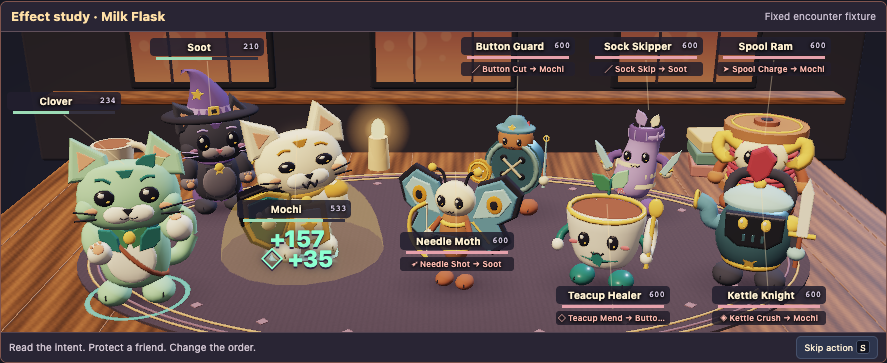 Effect study · Milk Flask
Fixed encounter fixture
Soot 210
Button Guard 600
Button Cut → Mochi
Sock Skipper 600
Sock Skip → Soot
Spool Ram 600
Spool Charge → Mochi
Clover 234
Mochi 533
+157
+35
Needle Moth 600
Needle Shot → Soot
Teacup Healer 600
Teacup Mend → Butto...
Kettle Knight 600
Kettle Crush → Mochi
Read the intent. Protect a friend. Change the order.
Skip action S